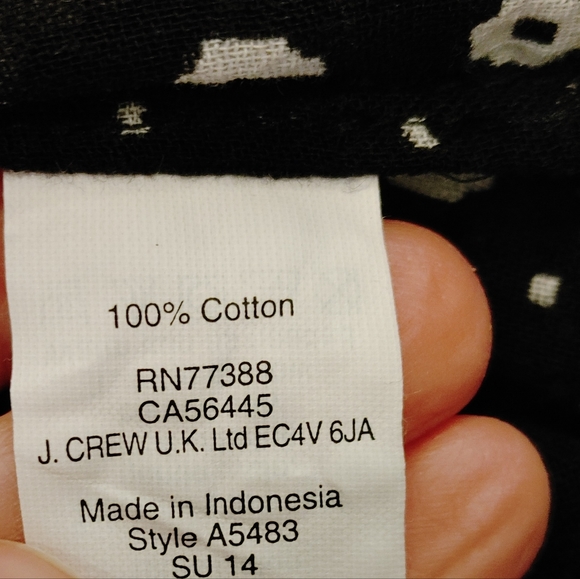 100% Cotton
RN77388
CA56445
J. CREW U.K. Ltd EC4V 6JA
Made in Indonesia
Style A5483
SU 14